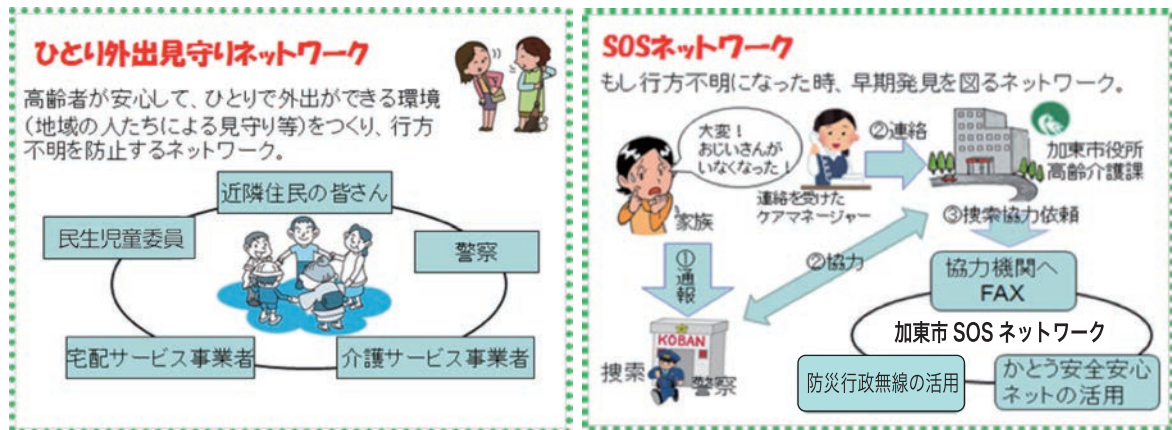 ひとり外出見守りネットワーク
高齢者が安心して、ひとりで外出ができる環境
(地域の人たちによる見守り等)をつくり、行方
不明を防止するネットワーク。
近隣住民の皆さん
民生児童委員
警察
宅配サービス事業者
介護サービス事業者
SOSネットワーク
もし行方不明になった時、早期発見を図るネットワーク。
大変!
おじいさんが
いなくなった!
家族
連絡を受けた
ケアマネージャー
②連絡
加東市役所
高齢介護課
①通報
②協力
③捜索協力依頼
KOBAN
捜索
警察
協力機関へ
FAX
加東市 SOS ネットワーク
防災行政無線の活用
かとう安全安心
ネットの活用